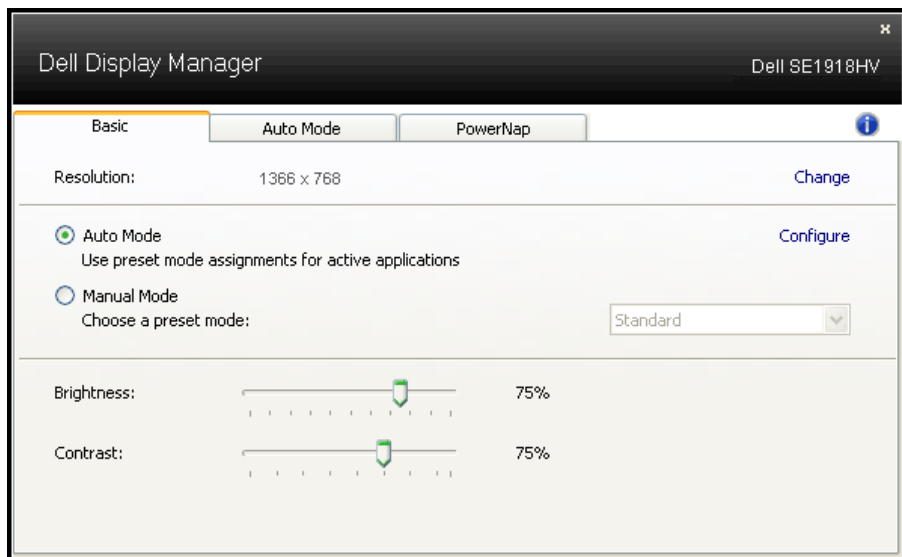 x
Dell Display Manager Dell SE1918HV
Basic Auto Mode PowerNap i
Resolution: 1366 x 768 Change
Auto Mode Configure
Use preset mode assignments for active applications
Manual Mode
Choose a preset mode: Standard
Brightness: 75%
Contrast: 75%